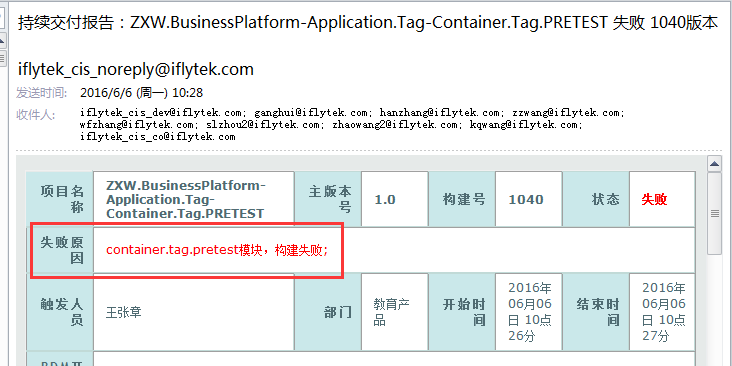 持续交付报告：ZXW.BusinessPlatform-Application.Tag-Container.Tag.PRETEST 失败 1040版本
iflytek_cis_noreply@iflytek.com
发送时间: 2016/6/6 (周一) 10:28
收件人: iflytek_cis_dev@iflytek.com; ganghui@iflytek.com; hanzhang@iflytek.com; zzwang@iflytek.com;
wfzhang@iflytek.com; slzhou2@iflytek.com; zhaowang2@iflytek.com; kqwang@iflytek.com;
iflytek_cis_co@iflytek.com
项目名
称
ZXW.BusinessPlatform-
Application.Tag-
Container.Tag.PRETEST
主版本
号
1.0
构建号
1040
状态
失败
失败原
因
container.tag.pretest模块，构建失败;
触发人
员
王张章
部门
教育产
品
开始时
间
2016年
06月06
日 10点
26分
结束时
间
2016年
06月06
日 10点
27分